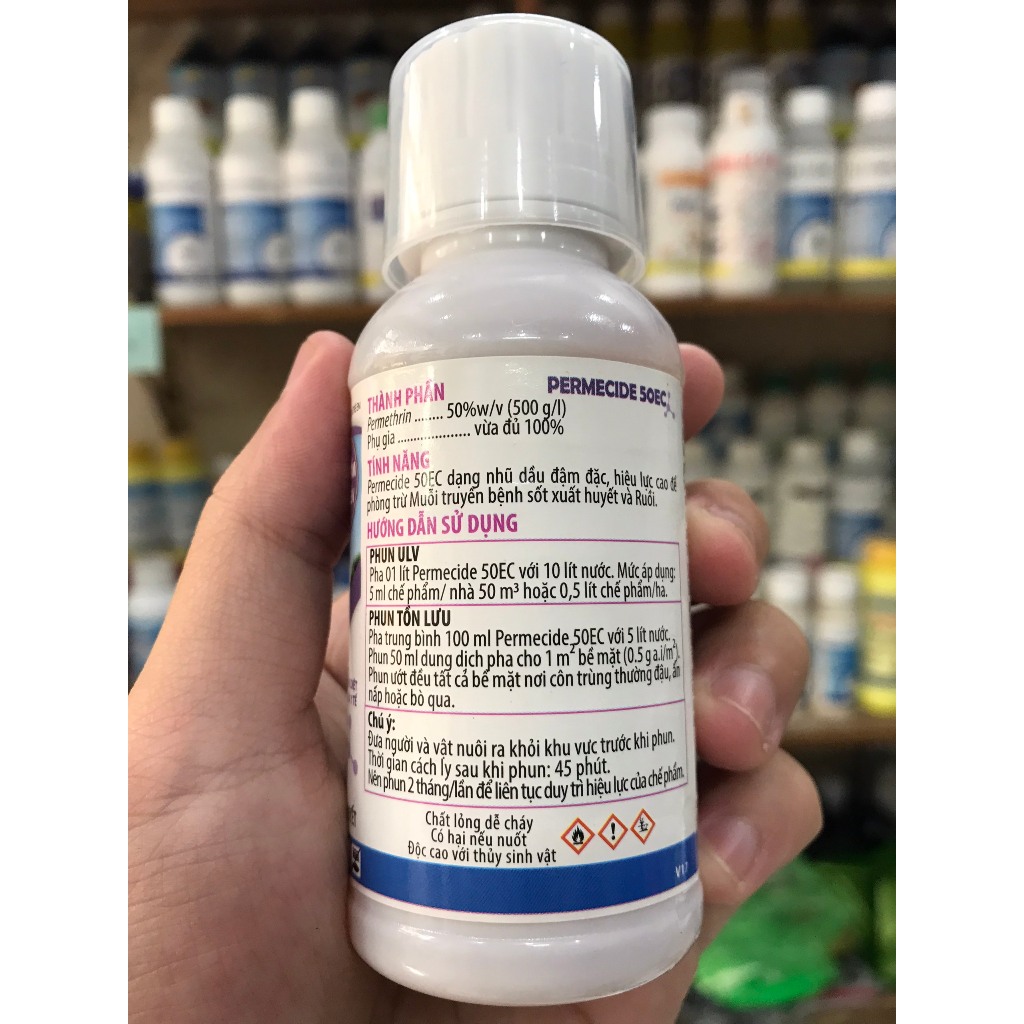 THÀNH PHẦN
PERMECIDE 50EC
Permethrin ........ 50%w/v (500 g/l)
Phụ gia .................... vừa đủ 100%
TÍNH NĂNG
Permecide 50EC dạng nhũ dầu đậm đặc, hiệu lực cao để
phòng trừ Muỗi truyền bệnh sốt xuất huyết và Ruồi.
HƯỚNG DẪN SỬ DỤNG
PHUN ULV
Pha 01 lít Permecide 50EC với 10 lít nước. Mức áp dụng:
5 ml chế phẩm/ nhà 50 m³ hoặc 0,5 lít chế phẩm/ha.
PHUN TỒN LƯU
Pha trung bình 100 ml Permecide 50EC với 5 lít nước.
Phun 50 ml dung dịch pha cho 1 m² bề mặt (0.5 g a.i/m²).
Phun ướt đều tất cả bề mặt nơi côn trùng thường đậu, ẩn
nấp hoặc bò qua.
Chú ý:
Đưa người và vật nuôi ra khỏi khu vực trước khi phun.
Thời gian cách ly sau khi phun: 45 phút.
Nên phun 2 tháng/lần để liên tục duy trì hiệu lực của chế phẩm.
Chất lỏng dễ cháy
Có hại nếu nuốt
Độc cao với thủy sinh vật